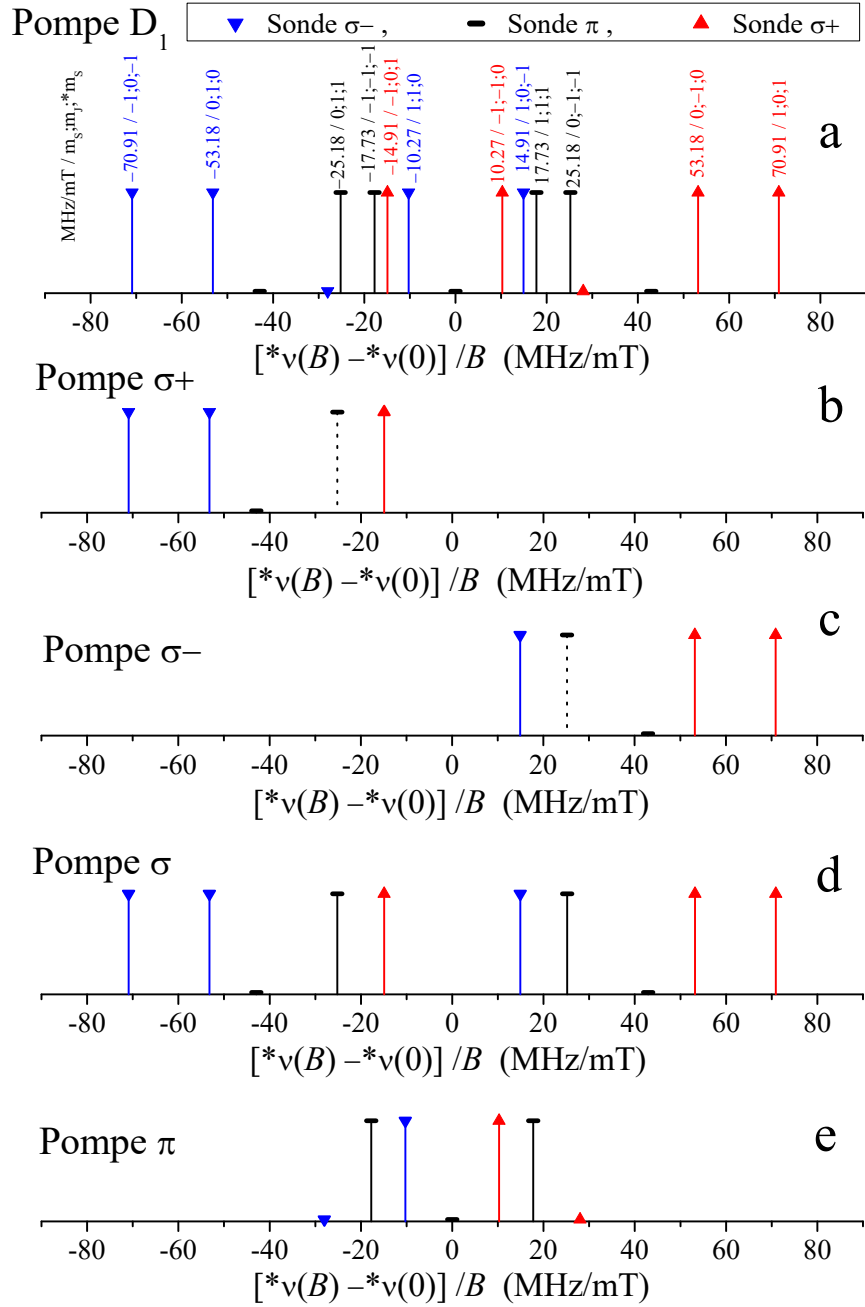 Pompe D₁
▼ Sonde σ− , ▬ Sonde π , ▲ Sonde σ+
MHz/mT / mS;mJ;*mS
−70.91 / −1;0;−1
−53.18 / 0;1;0
−25.18 / 0;1;1
−17.73 / −1;−1;−1
−14.91 / −1;0;1
−10.27 / 1;1;0
10.27 / −1;−1;0
14.91 / 1;0;−1
17.73 / 1;1;1
25.18 / 0;−1;−1
53.18 / 0;−1;0
70.91 / 1;0;1
a
-80 -60 -40 -20 0 20 40 60 80
[*ν(B) –*ν(0)] /B (MHz/mT)
Pompe σ+
b
-80 -60 -40 -20 0 20 40 60 80
[*ν(B) –*ν(0)] /B (MHz/mT)
Pompe σ−
c
-80 -60 -40 -20 0 20 40 60 80
[*ν(B) –*ν(0)] /B (MHz/mT)
Pompe σ
d
-80 -60 -40 -20 0 20 40 60 80
[*ν(B) –*ν(0)] /B (MHz/mT)
Pompe π
e
-80 -60 -40 -20 0 20 40 60 80
[*ν(B) –*ν(0)] /B (MHz/mT)